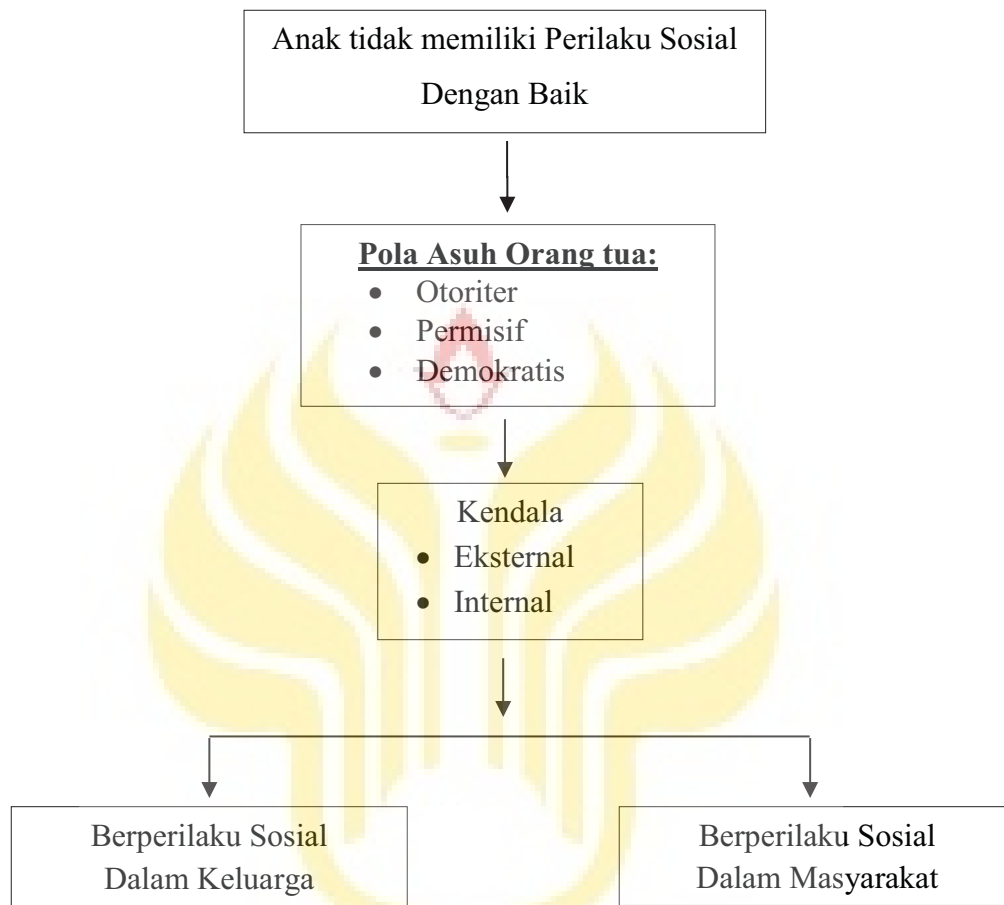 Anak tidak memiliki Perilaku Sosial
Dengan Baik
Pola Asuh Orang tua:
• Otoriter
• Permisif
• Demokratis
Kendala
• Eksternal
• Internal
Berperilaku Sosial
Dalam Keluarga
Berperilaku Sosial
Dalam Masyarakat